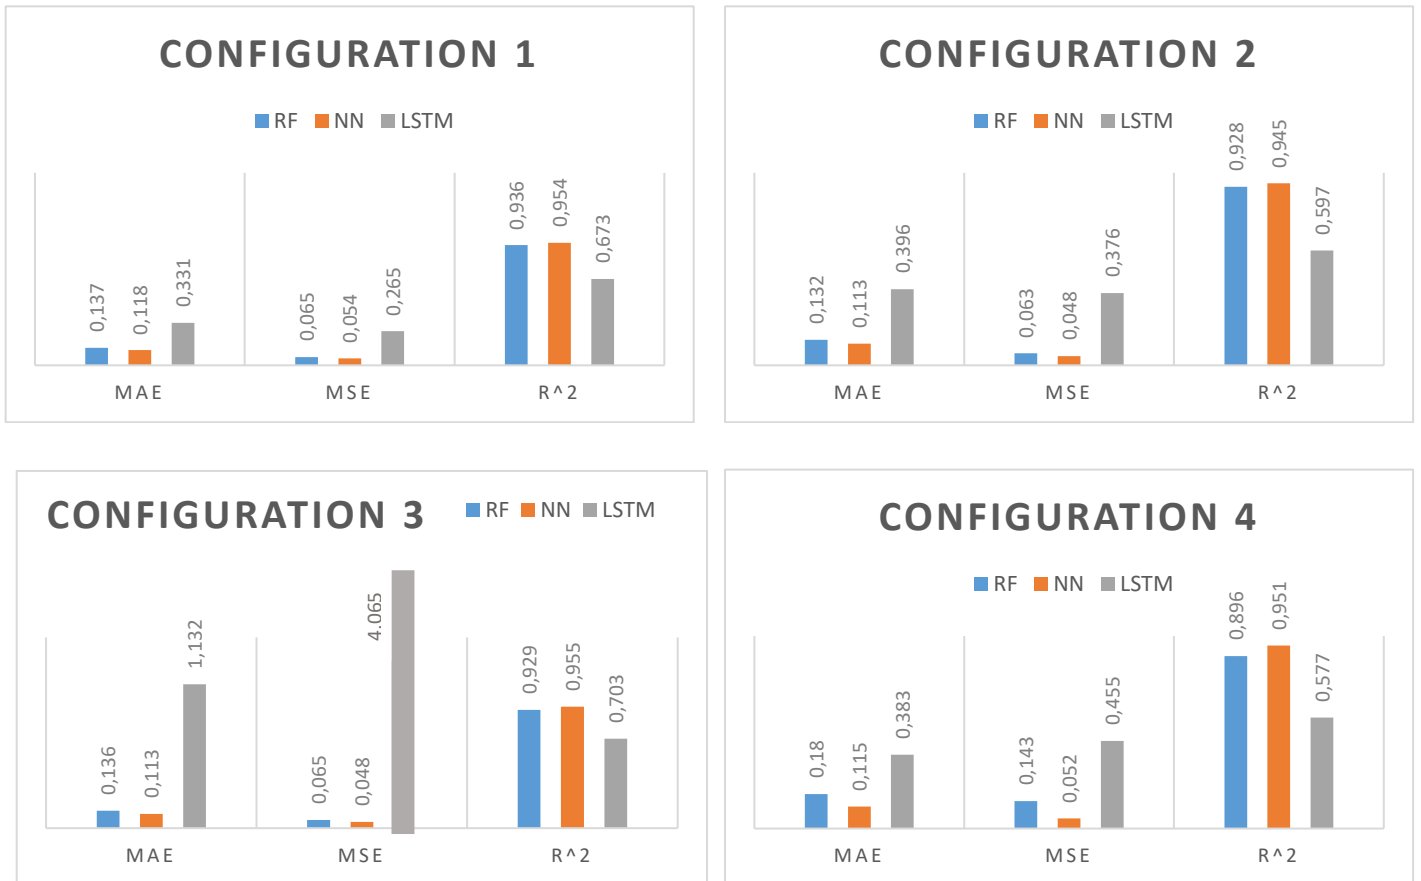 CONFIGURATION 1
RF NN LSTM
0,137 0,118 0,331 0,065 0,054 0,265 0,936 0,954 0,673
MAE MSE R^2
CONFIGURATION 2
RF NN LSTM
0,132 0,113 0,396 0,063 0,048 0,376 0,928 0,945 0,597
MAE MSE R^2
CONFIGURATION 3
RF NN LSTM
0,136 0,113 1,132 0,065 0,048 4.065 0,929 0,955 0,703
MAE MSE R^2
CONFIGURATION 4
RF NN LSTM
0,18 0,115 0,383 0,143 0,052 0,455 0,896 0,951 0,577
MAE MSE R^2